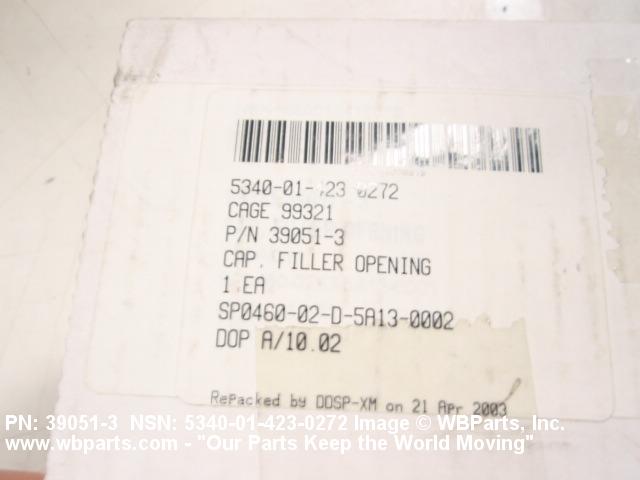 5340-01-423 0272
CAGE 99321
P/N 39051-3
CAP, FILLER OPENING
1 EA
SP0460-02-D-5A13-0002
DOP A/10.02
RePacked by DDSP-XM on 21 Apr 2003
PN: 39051-3 NSN: 5340-01-423-0272 Image © WBParts, Inc.
www.wbparts.com - "Our Parts Keep the World Moving"